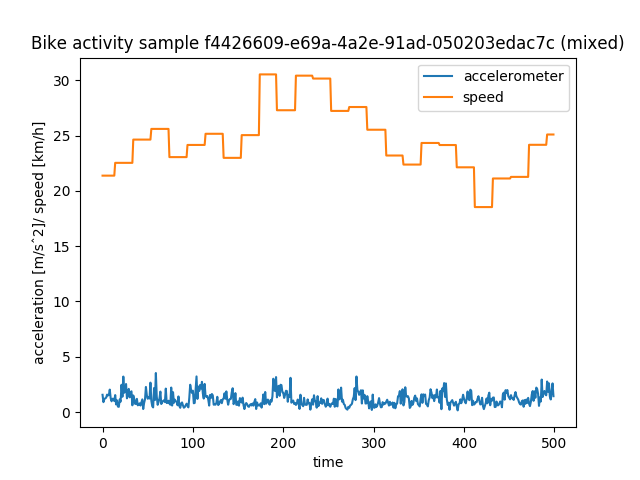 Bike activity sample f4426609-e69a-4a2e-91ad-050203edac7c (mixed)
accelerometer
speed
acceleration [m/sˆ2]/ speed [km/h]
30
25
20
15
10
5
0
0 100 200 300 400 500
time